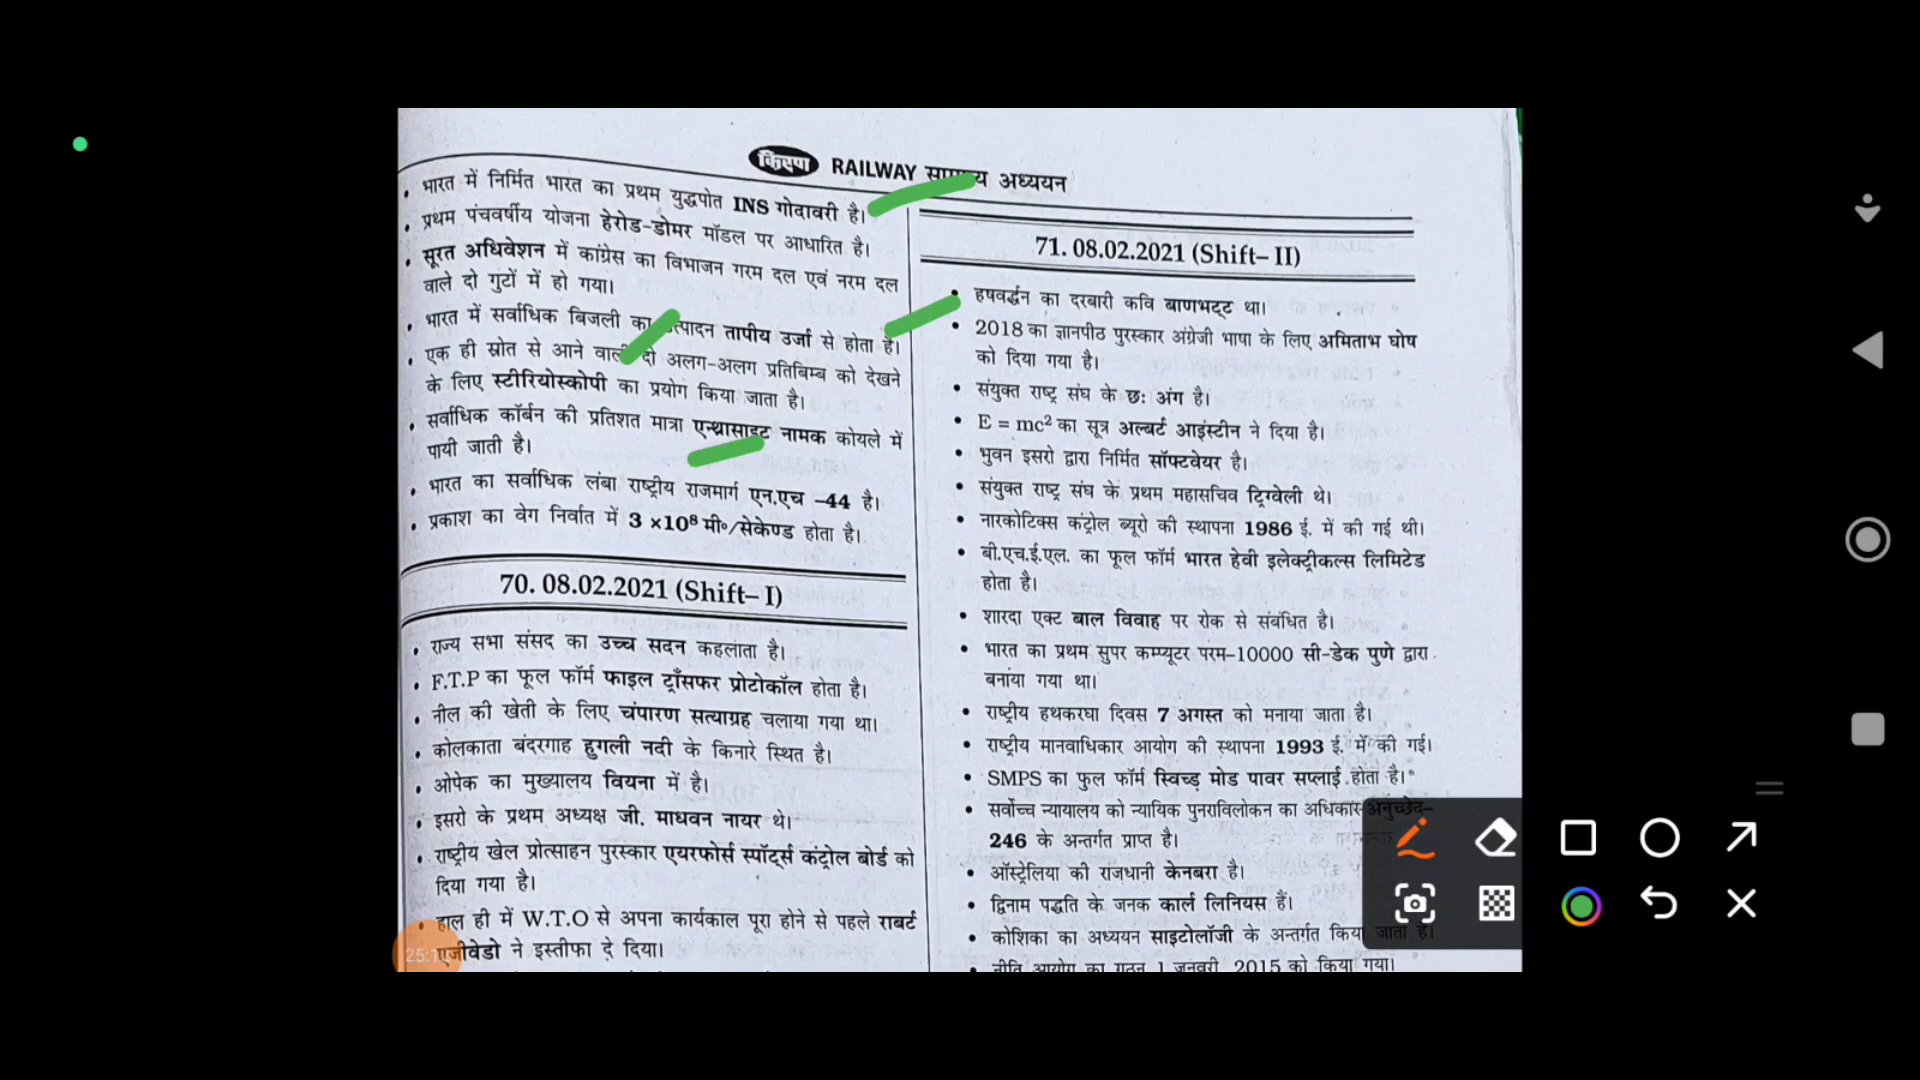 किरण RAILWAY सामान्य अध्ययन
• भारत में निर्मित भारत का प्रथम युद्धपोत INS गोदावरी है।
• प्रथम पंचवर्षीय योजना हेरोड-डोमर मॉडल पर आधारित है।
• सूरत अधिवेशन में कांग्रेस का विभाजन गरम दल एवं नरम दल
वाले दो गुटों में हो गया।
• भारत में सर्वाधिक बिजली का उत्पादन तापीय उर्जा से होता है।
• एक ही स्रोत से आने वाली दो अलग-अलग प्रतिबिम्ब को देखने
के लिए स्टीरियोस्कोपी का प्रयोग किया जाता है।
• सर्वाधिक कॉर्बन की प्रतिशत मात्रा एन्थ्रासाइट नामक कोयले में
पायी जाती है।
• भारत का सर्वाधिक लंबा राष्ट्रीय राजमार्ग एन.एच –44 है।
• प्रकाश का वेग निर्वात में 3 ×10⁸ मी०/सेकेण्ड होता है।
70. 08.02.2021 (Shift– I)
• राज्य सभा संसद का उच्च सदन कहलाता है।
• F.T.P का फूल फॉर्म फाइल ट्राँसफर प्रोटोकॉल होता है।
• नील की खेती के लिए चंपारण सत्याग्रह चलाया गया था।
• कोलकाता बंदरगाह हुगली नदी के किनारे स्थित है।
• ओपेक का मुख्यालय वियना में है।
• इसरो के प्रथम अध्यक्ष जी. माधवन नायर थे।
• राष्ट्रीय खेल प्रोत्साहन पुरस्कार एयरफोर्स स्पॉर्ट्स कंट्रोल बोर्ड को
दिया गया है।
• हाल ही में W.T.O से अपना कार्यकाल पूरा होने से पहले राबर्ट
एजीवेडो ने इस्तीफा दे दिया।
71. 08.02.2021 (Shift– II)
• हषवर्द्धन का दरबारी कवि बाणभट्ट था।
• 2018 का ज्ञानपीठ पुरस्कार अंग्रेजी भाषा के लिए अमिताभ घोष
को दिया गया है।
• संयुक्त राष्ट्र संघ के छः अंग है।
• E = mc² का सूत्र अल्बर्ट आइंस्टीन ने दिया है।
• भुवन इसरो द्वारा निर्मित सॉफ्टवेयर है।
• संयुक्त राष्ट्र संघ के प्रथम महासचिव ट्रिग्वेली थे।
• नारकोटिक्स कंट्रोल ब्यूरो की स्थापना 1986 ई. में की गई थी।
• बी.एच.ई.एल. का फूल फॉर्म भारत हेवी इलेक्ट्रीकल्स लिमिटेड
होता है।
• शारदा एक्ट बाल विवाह पर रोक से संबंधित है।
• भारत का प्रथम सुपर कम्प्यूटर परम–10000 सी-डेक पुणे द्वारा
बनाया गया था।
• राष्ट्रीय हथकरघा दिवस 7 अगस्त को मनाया जाता है।
• राष्ट्रीय मानवाधिकार आयोग की स्थापना 1993 ई. में की गई।
• SMPS का फुल फॉर्म स्विच्ड मोड पावर सप्लाई होता है।
• सर्वोच्च न्यायालय को न्यायिक पुनराविलोकन का अधिकार अनुच्छेद–
246 के अन्तर्गत प्राप्त है।
• ऑस्ट्रेलिया की राजधानी केनबरा है।
• द्विनाम पद्धति के जनक कार्ल लिनियस हैं।
• कोशिका का अध्ययन साइटोलॉजी के अन्तर्गत किया जाता है।
• नीति आयोग का गठन 1 जनवरी, 2015 को किया गया।